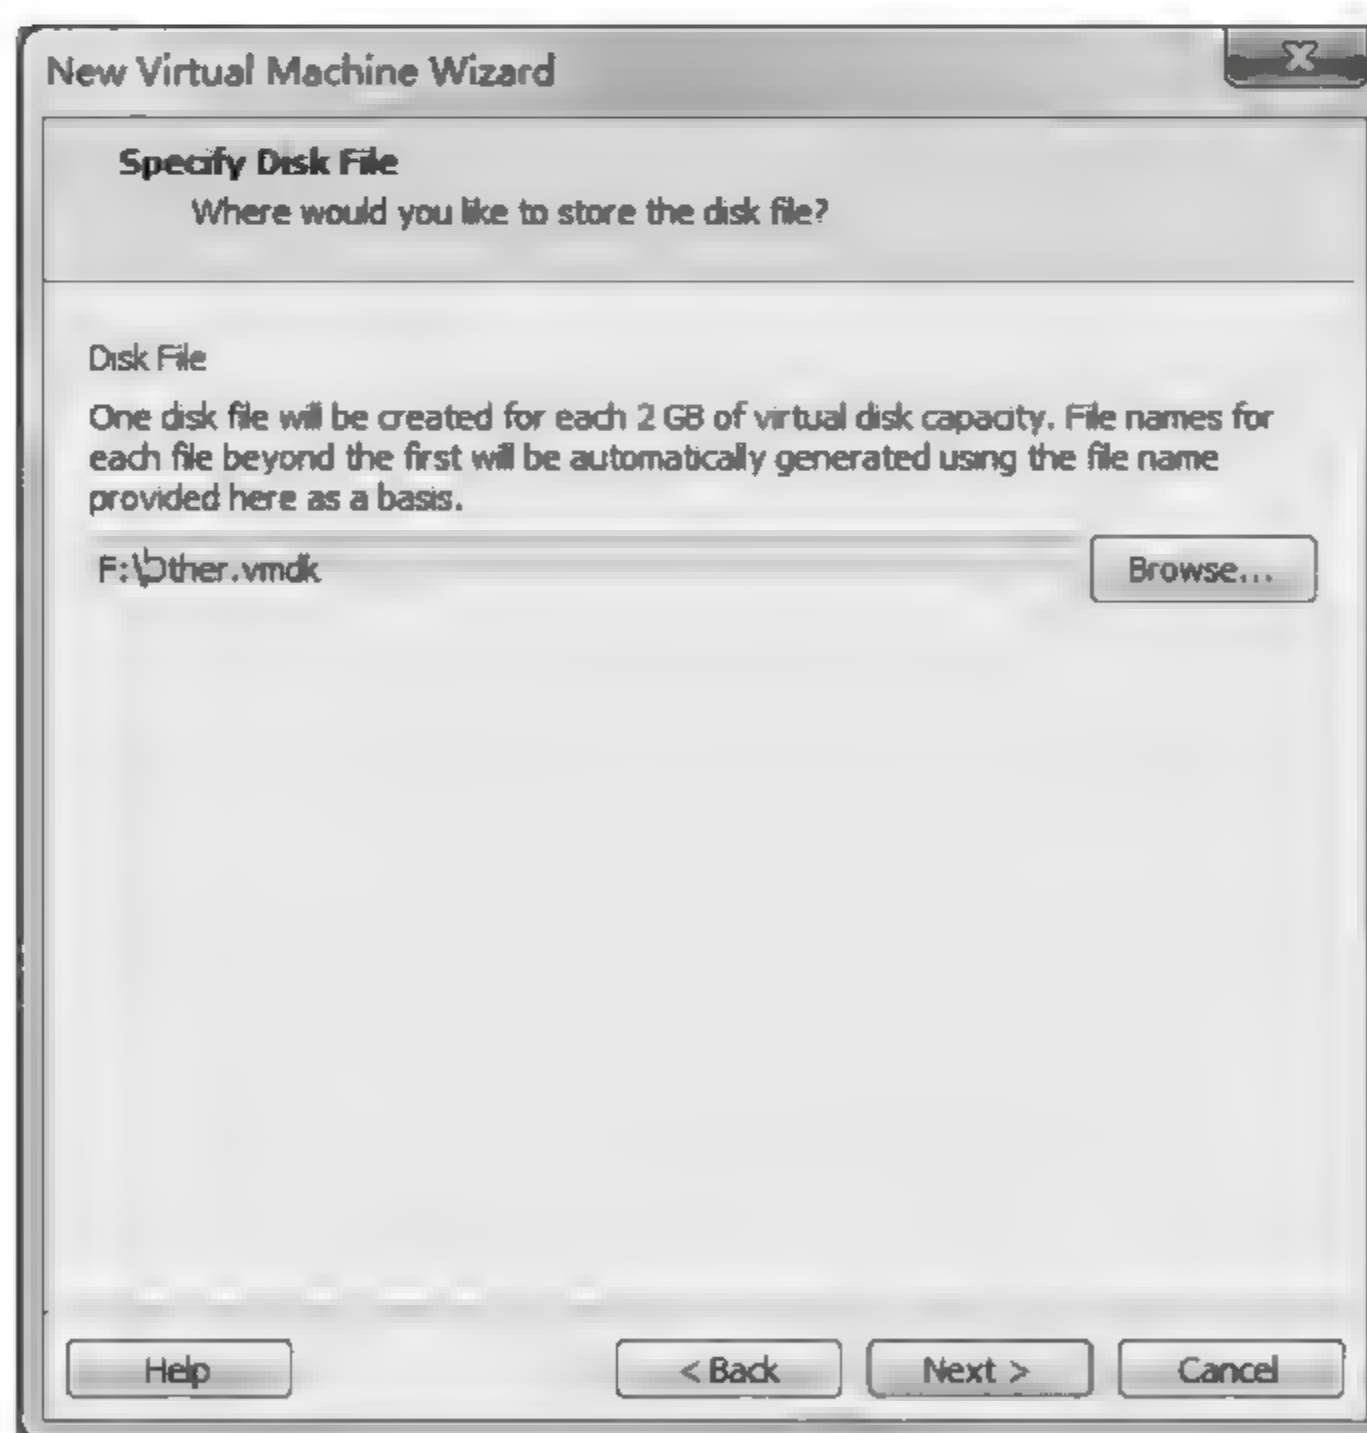 New Virtual Machine Wizard
X
Specify Disk File
Where would you like to store the disk file?
Disk File
One disk file will be created for each 2 GB of virtual disk capacity. File names for
each file beyond the first will be automatically generated using the file name
provided here as a basis.
F:\Other.vmdk
Browse...
Help
< Back
Next >
Cancel